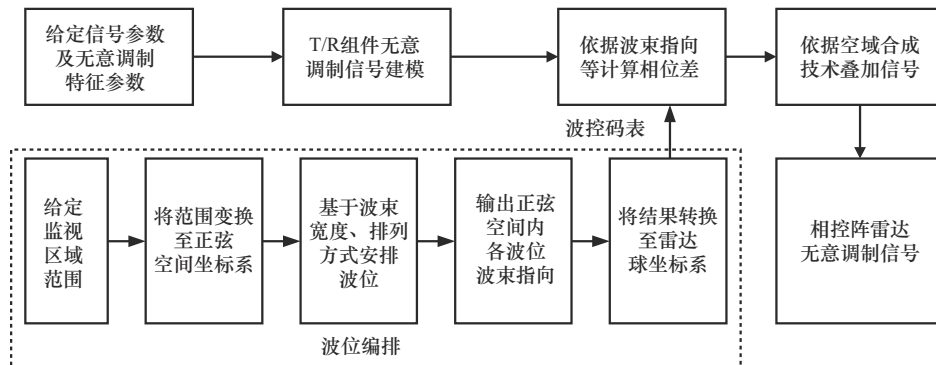 给定信号参数
及无意调制
特征参数
T/R组件无意
调制信号建模
依据波束指向
等计算相位差
依据空域合成
技术叠加信号
波控码表
给定
监视
区域
范围
将范围变换
至正弦
空间坐标系
基于波束
宽度、排列
方式安排
波位
输出正弦
空间内
各波位
波束指向
将结果转换
至雷达
球坐标系
相控阵雷达
无意调制信号
波位编排